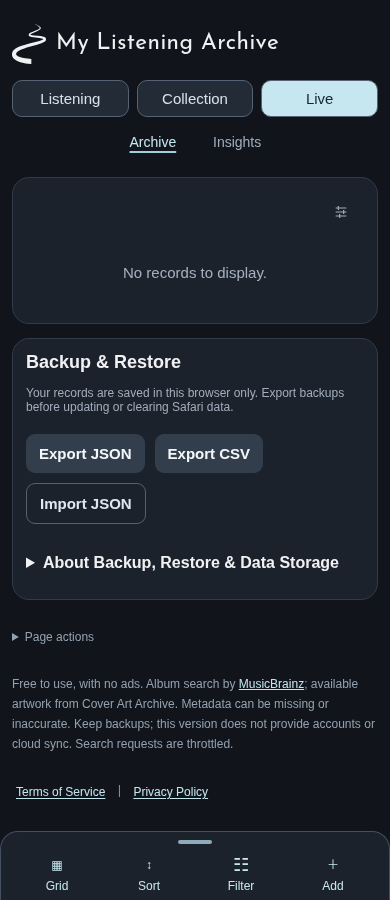 My Listening Archive
Listening
Collection
Live
Archive
Insights
No records to display.
Backup & Restore
Your records are saved in this browser only. Export backups
before updating or clearing Safari data.
Export JSON
Export CSV
Import JSON
About Backup, Restore & Data Storage
Page actions
Free to use, with no ads. Album search by MusicBrainz; available
artwork from Cover Art Archive. Metadata can be missing or
inaccurate. Keep backups; this version does not provide accounts or
cloud sync. Search requests are throttled.
Terms of Service
Privacy Policy
Grid
Sort
Filter
Add